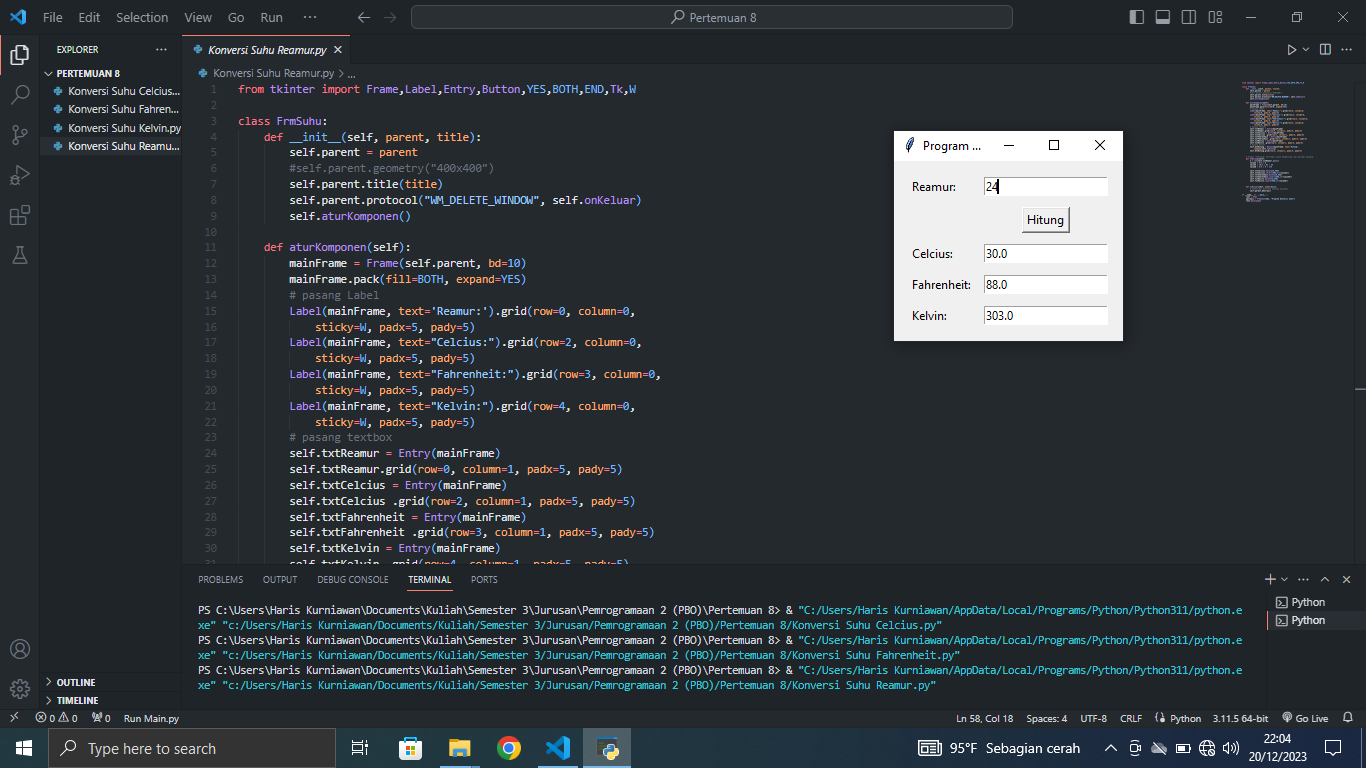 File Edit Selection View Go Run ··· Pertemuan 8
EXPLORER ···
PERTEMUAN 8
Konversi Suhu Celcius...
Konversi Suhu Fahren...
Konversi Suhu Kelvin.py
Konversi Suhu Reamu...
OUTLINE
TIMELINE
Konversi Suhu Reamur.py
Konversi Suhu Reamur.py > ...
1 from tkinter import Frame,Label,Entry,Button,YES,BOTH,END,Tk,W
2
3 class FrmSuhu:
4 def __init__(self, parent, title):
5 self.parent = parent
6 #self.parent.geometry("400x400")
7 self.parent.title(title)
8 self.parent.protocol("WM_DELETE_WINDOW", self.onKeluar)
9 self.aturKomponen()
10
11 def aturKomponen(self):
12 mainFrame = Frame(self.parent, bd=10)
13 mainFrame.pack(fill=BOTH, expand=YES)
14 # pasang Label
15 Label(mainFrame, text='Reamur:').grid(row=0, column=0,
16 sticky=W, padx=5, pady=5)
17 Label(mainFrame, text="Celcius:").grid(row=2, column=0,
18 sticky=W, padx=5, pady=5)
19 Label(mainFrame, text="Fahrenheit:").grid(row=3, column=0,
20 sticky=W, padx=5, pady=5)
21 Label(mainFrame, text="Kelvin:").grid(row=4, column=0,
22 sticky=W, padx=5, pady=5)
23 # pasang textbox
24 self.txtReamur = Entry(mainFrame)
25 self.txtReamur.grid(row=0, column=1, padx=5, pady=5)
26 self.txtCelcius = Entry(mainFrame)
27 self.txtCelcius .grid(row=2, column=1, padx=5, pady=5)
28 self.txtFahrenheit = Entry(mainFrame)
29 self.txtFahrenheit .grid(row=3, column=1, padx=5, pady=5)
30 self.txtKelvin = Entry(mainFrame)
31 self.txtKelvin .grid(row=4, column=1, padx=5, pady=5)
Program ...
Reamur: 24
Hitung
Celcius: 30.0
Fahrenheit: 88.0
Kelvin: 303.0
PROBLEMS OUTPUT DEBUG CONSOLE TERMINAL PORTS
PS C:\Users\Haris Kurniawan\Documents\Kuliah\Semester 3\Jurusan\Pemrogramaan 2 (PBO)\Pertemuan 8> & "C:/Users/Haris Kurniawan/AppData/Local/Programs/Python/Python311/python.e
xe" "c:/Users/Haris Kurniawan/Documents/Kuliah/Semester 3/Jurusan/Pemrogramaan 2 (PBO)/Pertemuan 8/Konversi Suhu Celcius.py"
PS C:\Users\Haris Kurniawan\Documents\Kuliah\Semester 3\Jurusan\Pemrogramaan 2 (PBO)\Pertemuan 8> & "C:/Users/Haris Kurniawan/AppData/Local/Programs/Python/Python311/python.e
xe" "c:/Users/Haris Kurniawan/Documents/Kuliah/Semester 3/Jurusan/Pemrogramaan 2 (PBO)/Pertemuan 8/Konversi Suhu Fahrenheit.py"
PS C:\Users\Haris Kurniawan\Documents\Kuliah\Semester 3\Jurusan\Pemrogramaan 2 (PBO)\Pertemuan 8> & "C:/Users/Haris Kurniawan/AppData/Local/Programs/Python/Python311/python.e
xe" "c:/Users/Haris Kurniawan/Documents/Kuliah/Semester 3/Jurusan/Pemrogramaan 2 (PBO)/Pertemuan 8/Konversi Suhu Reamur.py"
Python
Python
0 0 0 Run Main.py Ln 58, Col 18 Spaces: 4 UTF-8 CRLF Python 3.11.5 64-bit Go Live
Type here to search 95°F Sebagian cerah 22:04
20/12/2023